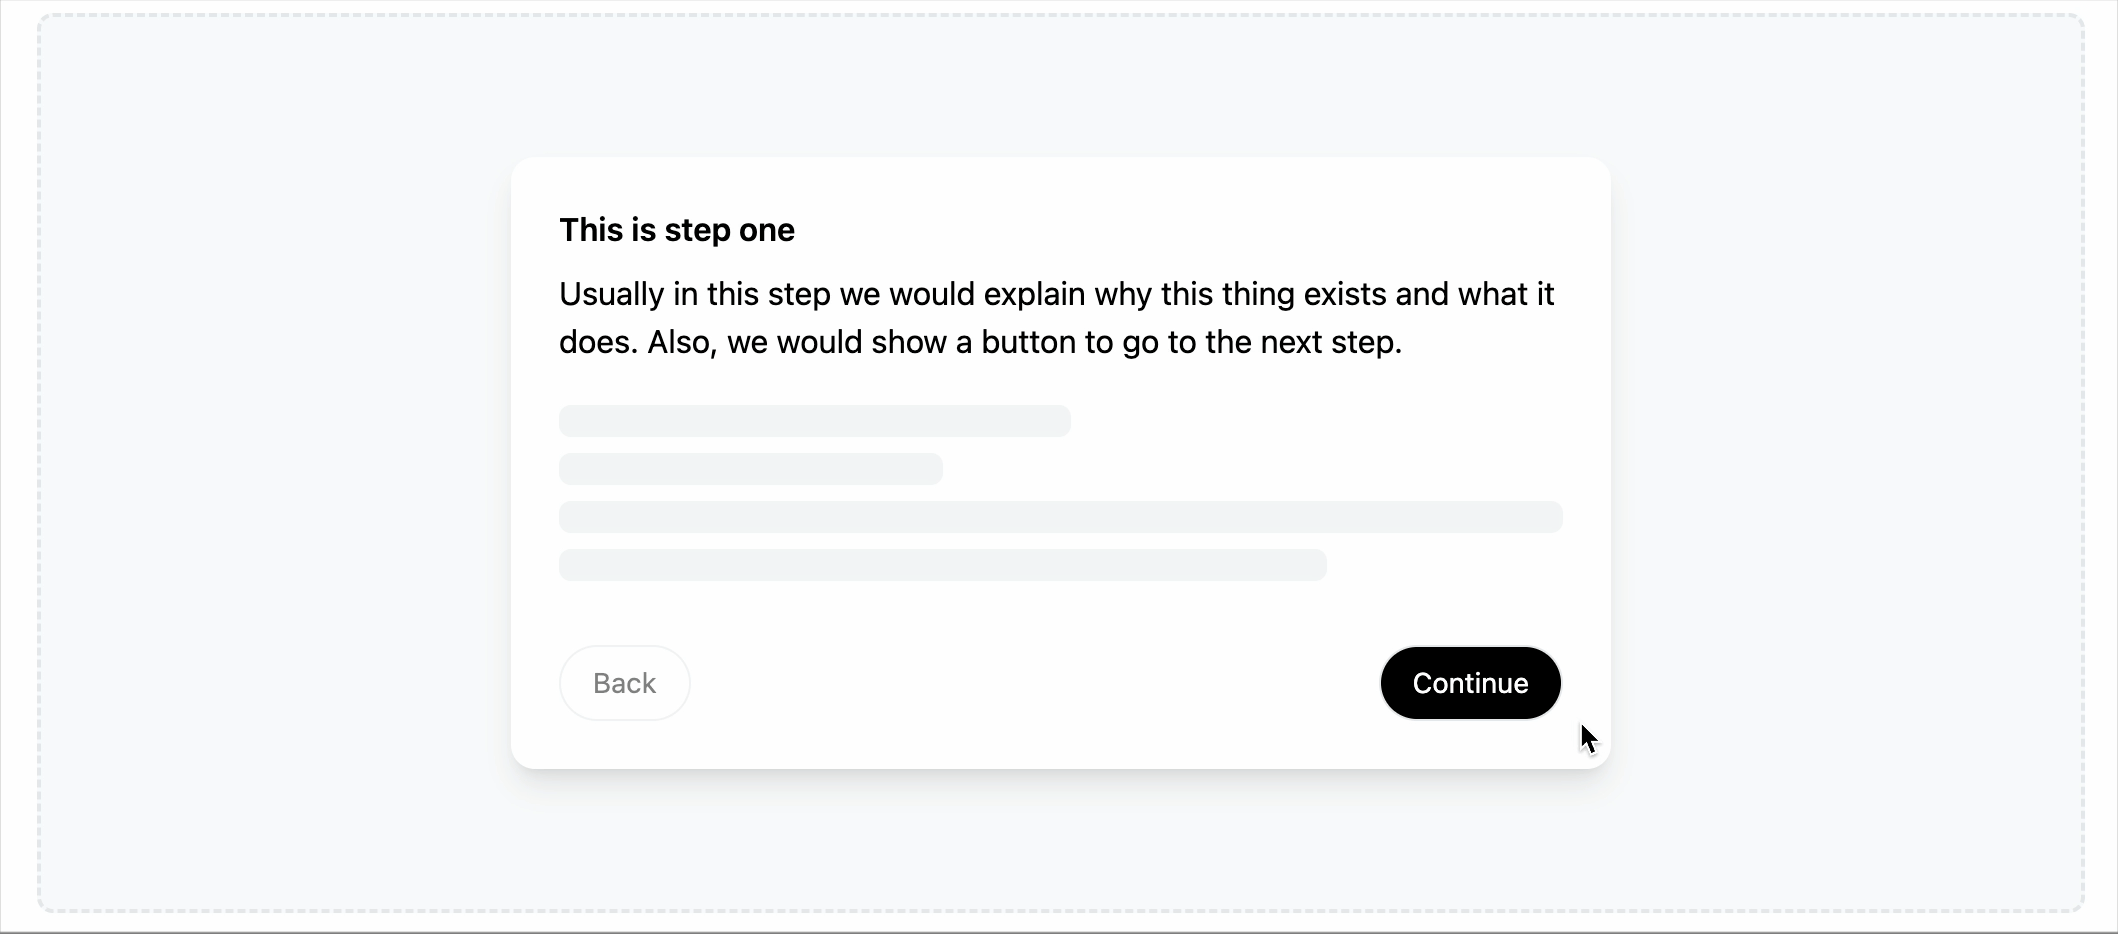 This is step one
Usually in this step we would explain why this thing exists and what it
does. Also, we would show a button to go to the next step.
Back
Continue